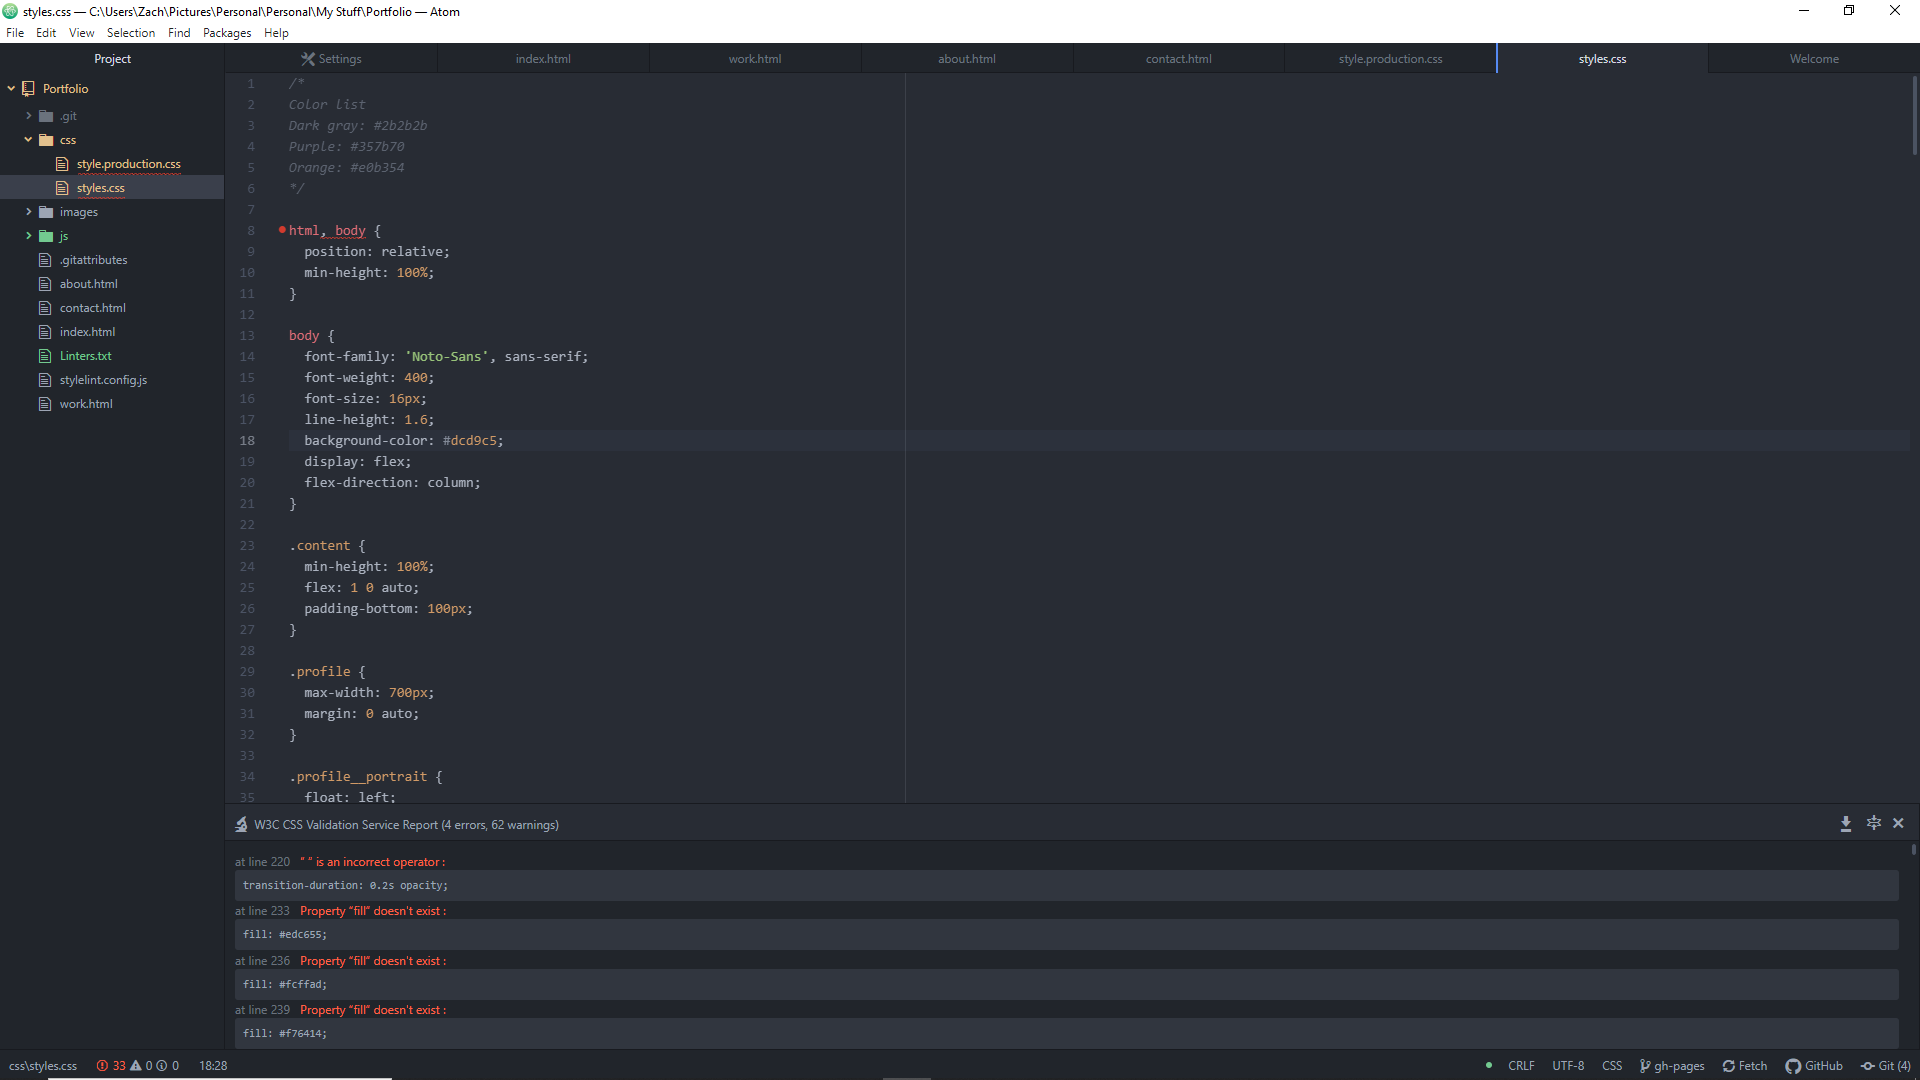 styles.css — C:\Users\Zach\Pictures\Personal\Personal\My Stuff\Portfolio — Atom
File Edit View Selection Find Packages Help
Project
Settings index.html work.html about.html contact.html style.production.css styles.css Welcome
Portfolio
.git
css
style.production.css
styles.css
images
js
.gitattributes
about.html
contact.html
index.html
Linters.txt
stylelint.config.js
work.html
1 /*
2 Color list
3 Dark gray: #2b2b2b
4 Purple: #357b70
5 Orange: #e0b354
6 */
7
8 html, body {
9 position: relative;
10 min-height: 100%;
11 }
12
13 body {
14 font-family: 'Noto-Sans', sans-serif;
15 font-weight: 400;
16 font-size: 16px;
17 line-height: 1.6;
18 background-color: #dcd9c5;
19 display: flex;
20 flex-direction: column;
21 }
22
23 .content {
24 min-height: 100%;
25 flex: 1 0 auto;
26 padding-bottom: 100px;
27 }
28
29 .profile {
30 max-width: 700px;
31 margin: 0 auto;
32 }
33
34 .profile__portrait {
35 float: left;
W3C CSS Validation Service Report (4 errors, 62 warnings)
at line 220 “ ” is an incorrect operator :
transition-duration: 0.2s opacity;
at line 233 Property “fill” doesn't exist :
fill: #edc655;
at line 236 Property “fill” doesn't exist :
fill: #fcffad;
at line 239 Property “fill” doesn't exist :
fill: #f76414;
css\styles.css 33 0 0 18:28 CRLF UTF-8 CSS gh-pages Fetch GitHub Git (4)